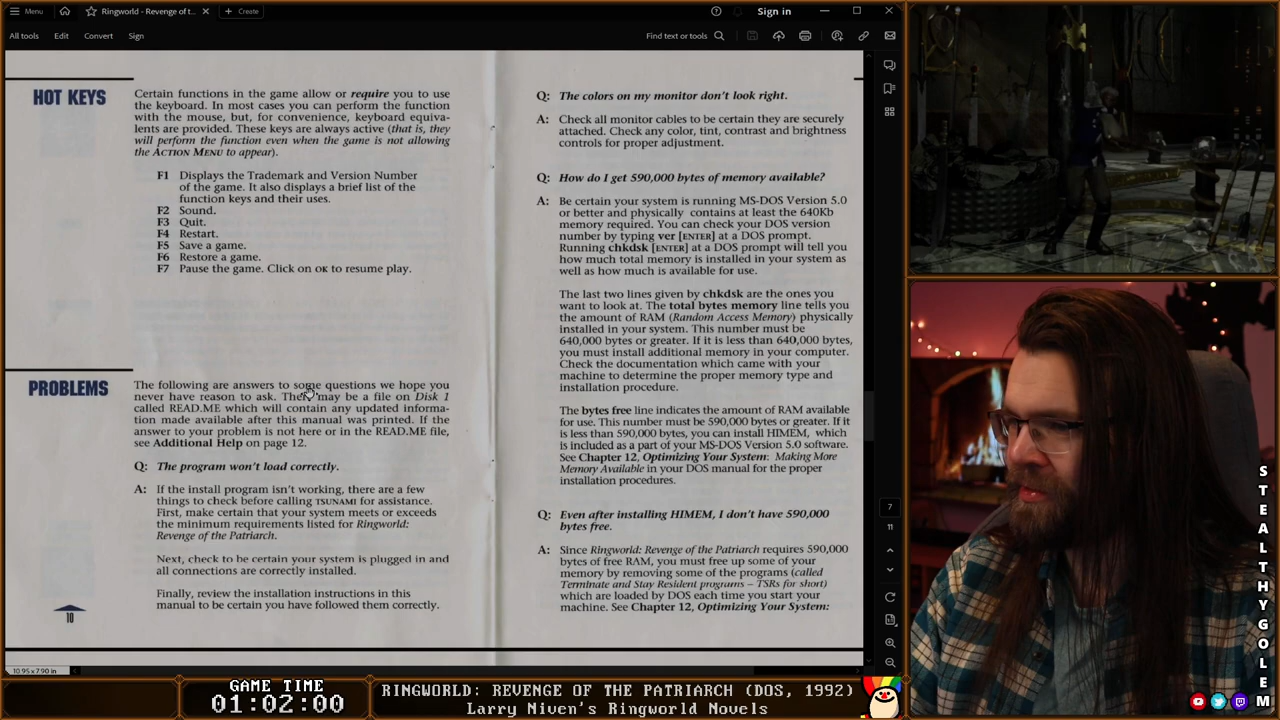 Menu
Ringworld - Revenge of t...
Create
Sign in
All tools
Edit
Convert
Sign
Find text or tools
HOT KEYS
Certain functions in the game allow or require you to use
the keyboard. In most cases you can perform the function
with the mouse, but, for convenience, keyboard equiva-
lents are provided. These keys are always active (that is, they
will perform the function even when the game is not allowing
the ACTION MENU to appear).
F1 Displays the Trademark and Version Number
of the game. It also displays a brief list of the
function keys and their uses.
F2 Sound.
F3 Quit.
F4 Restart.
F5 Save a game.
F6 Restore a game.
F7 Pause the game. Click on OK to resume play.
PROBLEMS
The following are answers to some questions we hope you
never have reason to ask. There may be a file on Disk 1
called READ.ME which will contain any updated informa-
tion made available after this manual was printed. If the
answer to your problem is not here or in the READ.ME file,
see Additional Help on page 12.
Q: The program won't load correctly.
A: If the install program isn't working, there are a few
things to check before calling TSUNAMI for assistance.
First, make certain that your system meets or exceeds
the minimum requirements listed for Ringworld:
Revenge of the Patriarch.
Next, check to be certain your system is plugged in and
all connections are correctly installed.
Finally, review the installation instructions in this
manual to be certain you have followed them correctly.
10
Q: The colors on my monitor don't look right.
A: Check all monitor cables to be certain they are securely
attached. Check any color, tint, contrast and brightness
controls for proper adjustment.
Q: How do I get 590,000 bytes of memory available?
A: Be certain your system is running MS-DOS Version 5.0
or better and physically contains at least the 640Kb
memory required. You can check your DOS version
number by typing ver [ENTER] at a DOS prompt.
Running chkdsk [ENTER] at a DOS prompt will tell you
how much total memory is installed in your system as
well as how much is available for use.
The last two lines given by chkdsk are the ones you
want to look at. The total bytes memory line tells you
the amount of RAM (Random Access Memory) physically
installed in your system. This number must be
640,000 bytes or greater. If it is less than 640,000 bytes,
you must install additional memory in your computer.
Check the documentation which came with your
machine to determine the proper memory type and
installation procedure.
The bytes free line indicates the amount of RAM available
for use. This number must be 590,000 bytes or greater. If it
is less than 590,000 bytes, you can install HIMEM, which
is included as a part of your MS-DOS Version 5.0 software.
See Chapter 12, Optimizing Your System: Making More
Memory Available in your DOS manual for the proper
installation procedures.
Q: Even after installing HIMEM, I don't have 590,000
bytes free.
A: Since Ringworld: Revenge of the Patriarch requires 590,000
bytes of free RAM, you must free up some of your
memory by removing some of the programs (called
Terminate and Stay Resident programs – TSRs for short)
which are loaded by DOS each time you start your
machine. See Chapter 12, Optimizing Your System:
7
11
10.95 x 7.90 in
STEALTHYGOLEM
GAME TIME
01:02:00
RINGWORLD: REVENGE OF THE PATRIARCH (DOS, 1992)
Larry Niven's Ringworld Novels